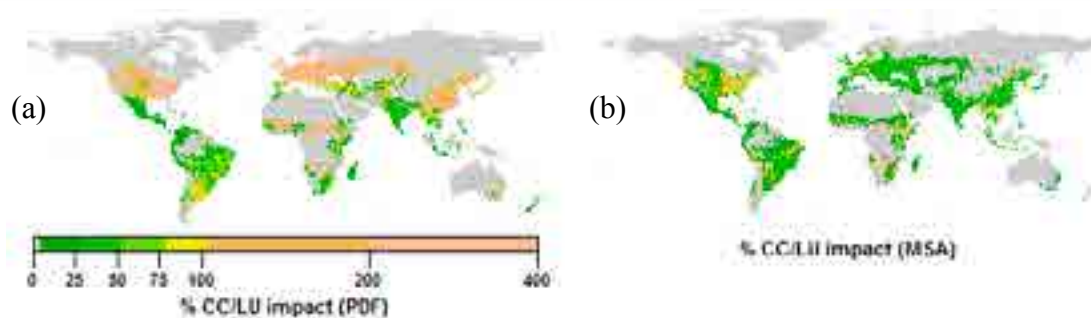 (a)
(b)
0 25 50 75 100 200 400
% CC/LU impact (PDF)
% CC/LU impact (MSA)